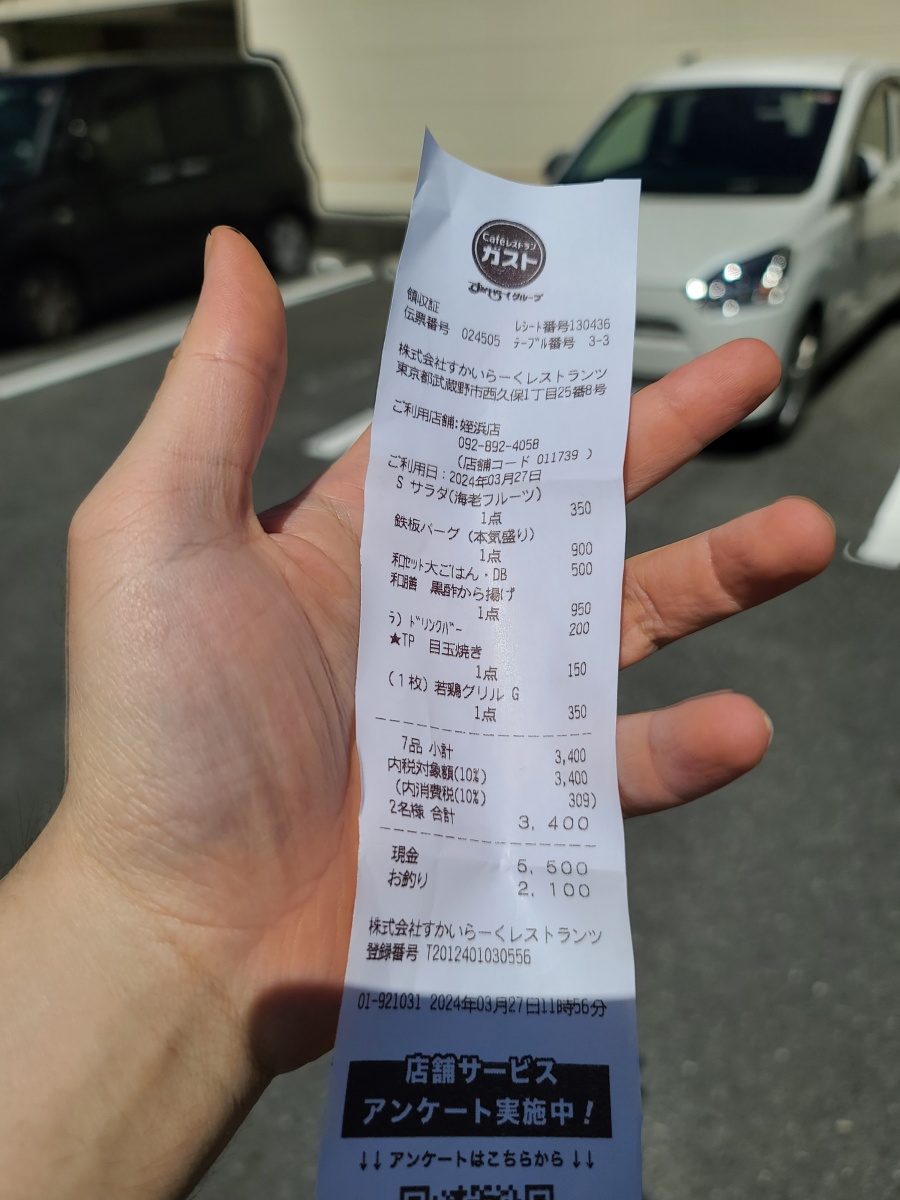 Caféレストラン
ガスト
すかいらーくグループ
領収証 レシート番号130436
伝票番号 024505 テーブル番号 3-3
株式会社すかいらーくレストランツ
東京都武蔵野市西久保1丁目25番8号
ご利用店舗:姪浜店
092-892-4058
(店舗コード 011739 )
ご利用日:2024年03月27日
S サラダ(海老フルーツ)
1点 350
鉄板バーグ (本気盛り)
1点 900
和セット大ごはん・DB 500
和膳 黒酢から揚げ
1点 950
ラ) ドリンクバー 200
★TP 目玉焼き
1点 150
(1枚) 若鶏グリル G
1点 350
7品 小計 3,400
内税対象額(10%) 3,400
(内消費税(10%) 309)
2名様 合計 3,400
現金 5,500
お釣り 2,100
株式会社すかいらーくレストランツ
登録番号 T2012401030556
01-921031 2024年03月27日11時56分
店舗サービス
アンケート実施中!
↓↓ アンケートはこちらから ↓↓